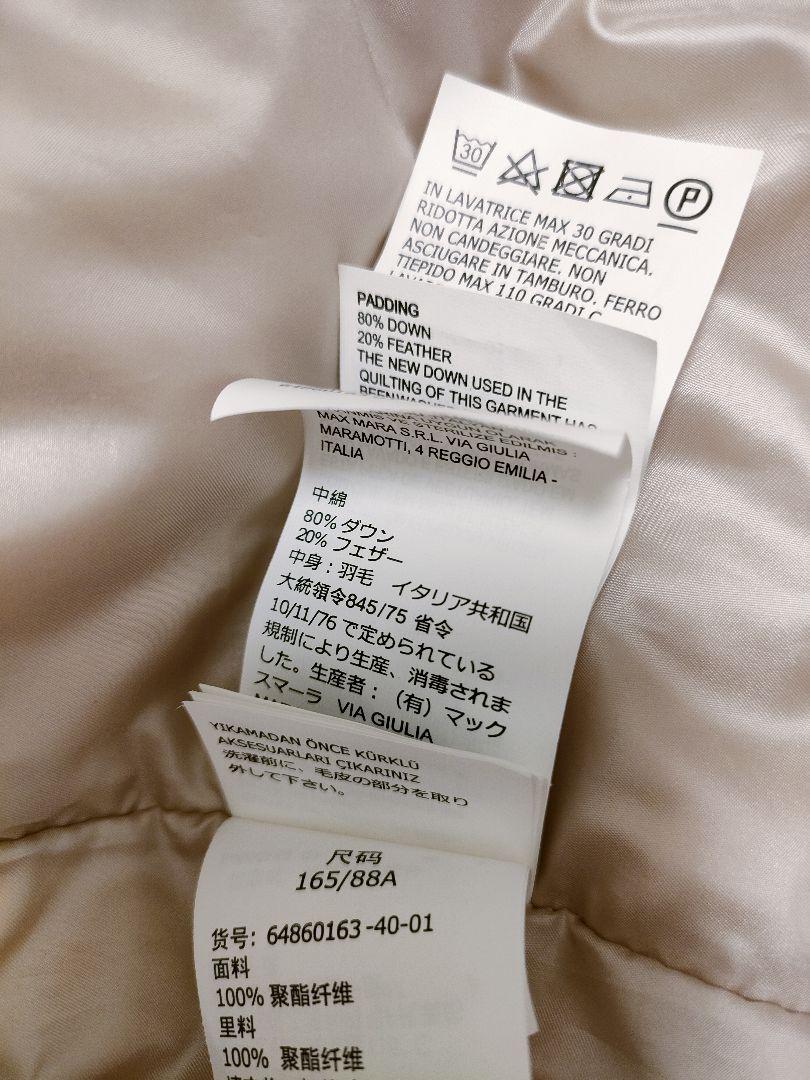 30
P
IN LAVATRICE MAX 30 GRADI
RIDOTTA AZIONE MECCANICA.
NON CANDEGGIARE. NON
ASCIUGARE IN TAMBURO. FERRO
TIEPIDO MAX 110 GRADI C
PADDING
80% DOWN
20% FEATHER
THE NEW DOWN USED IN THE
QUILTING OF THIS GARMENT HAS
UYGUN OLARAK
VE STERILIZE EDILMIS :
MAX MARA S.R.L. VIA GIULIA
MARAMOTTI, 4 REGGIO EMILIA -
ITALIA
中綿
80% ダウン
20% フェザー
中身：羽毛　イタリア共和国
大統領令845/75 省令
10/11/76 で定められている
規制により生産、消毒されま
した。生産者：（有）マック
スマーラ VIA GIULIA
YIKAMADAN ÖNCE KÜRKLÜ
AKSESUARLARI ÇIKARINIZ
洗濯前に、毛皮の部分を取り
外して下さい。
尺码
165/88A
货号: 64860163-40-01
面料
100% 聚酯纤维
里料
100% 聚酯纤维